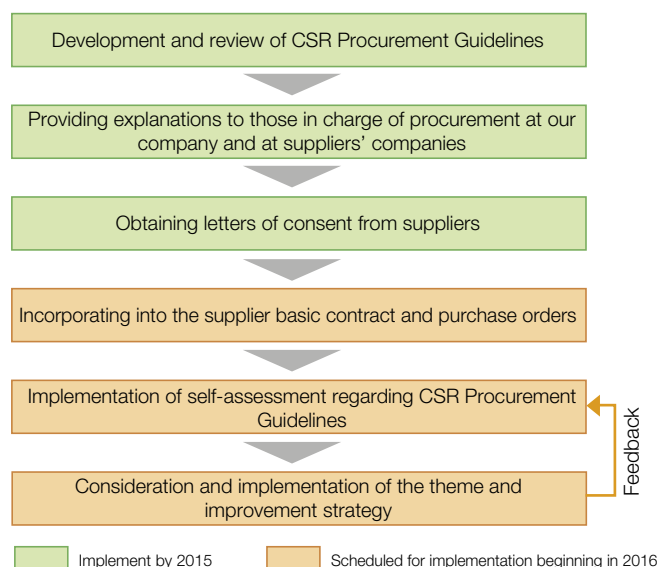 Development and review of CSR Procurement Guidelines
Providing explanations to those in charge of procurement at our
company and at suppliers’ companies
Obtaining letters of consent from suppliers
Incorporating into the supplier basic contract and purchase orders
Implementation of self-assessment regarding CSR Procurement
Guidelines
Consideration and implementation of the theme and
improvement strategy
Feedback
Implement by 2015
Scheduled for implementation beginning in 2016